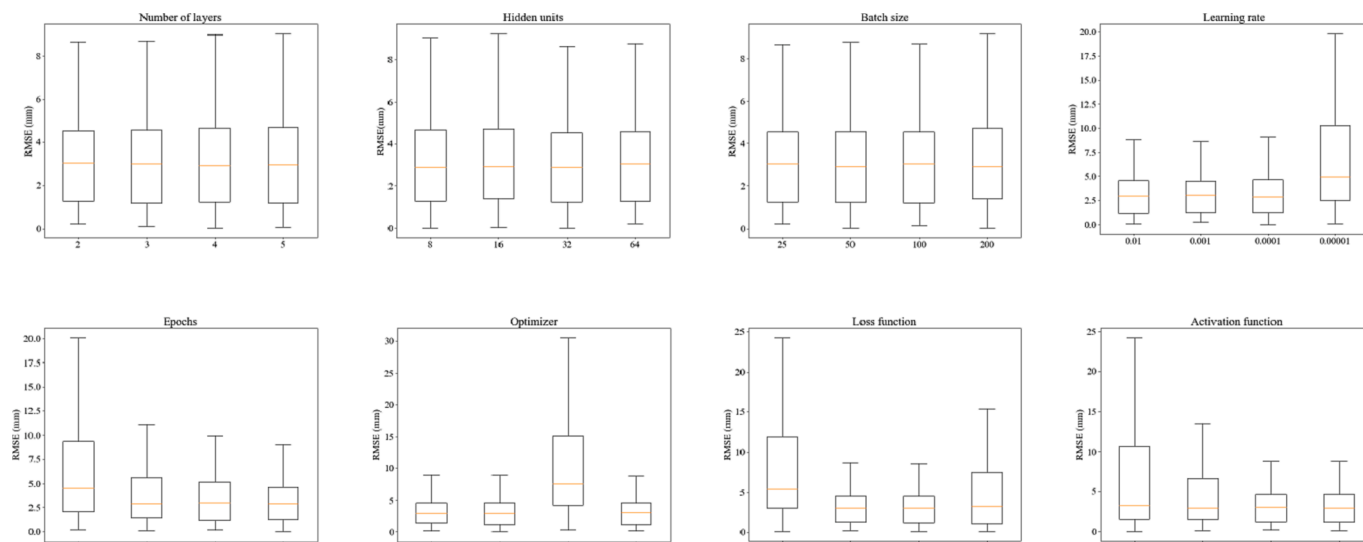 Number of layers
RMSE (mm)
8
6
4
2
0
2 3 4 5
Hidden units
RMSE(mm)
8
6
4
2
0
8 16 32 64
Batch size
RMSE (mm)
8
6
4
2
0
25 50 100 200
Learning rate
RMSE (mm)
20.0
17.5
15.0
12.5
10.0
7.5
5.0
2.5
0.0
0.01 0.001 0.0001 0.00001
Epochs
RMSE (mm)
20.0
17.5
15.0
12.5
10.0
7.5
5.0
2.5
0.0
Optimizer
RMSE (mm)
30
25
20
15
10
5
0
Loss function
RMSE (mm)
25
20
15
10
5
0
Activation function
RMSE (mm)
25
20
15
10
5
0